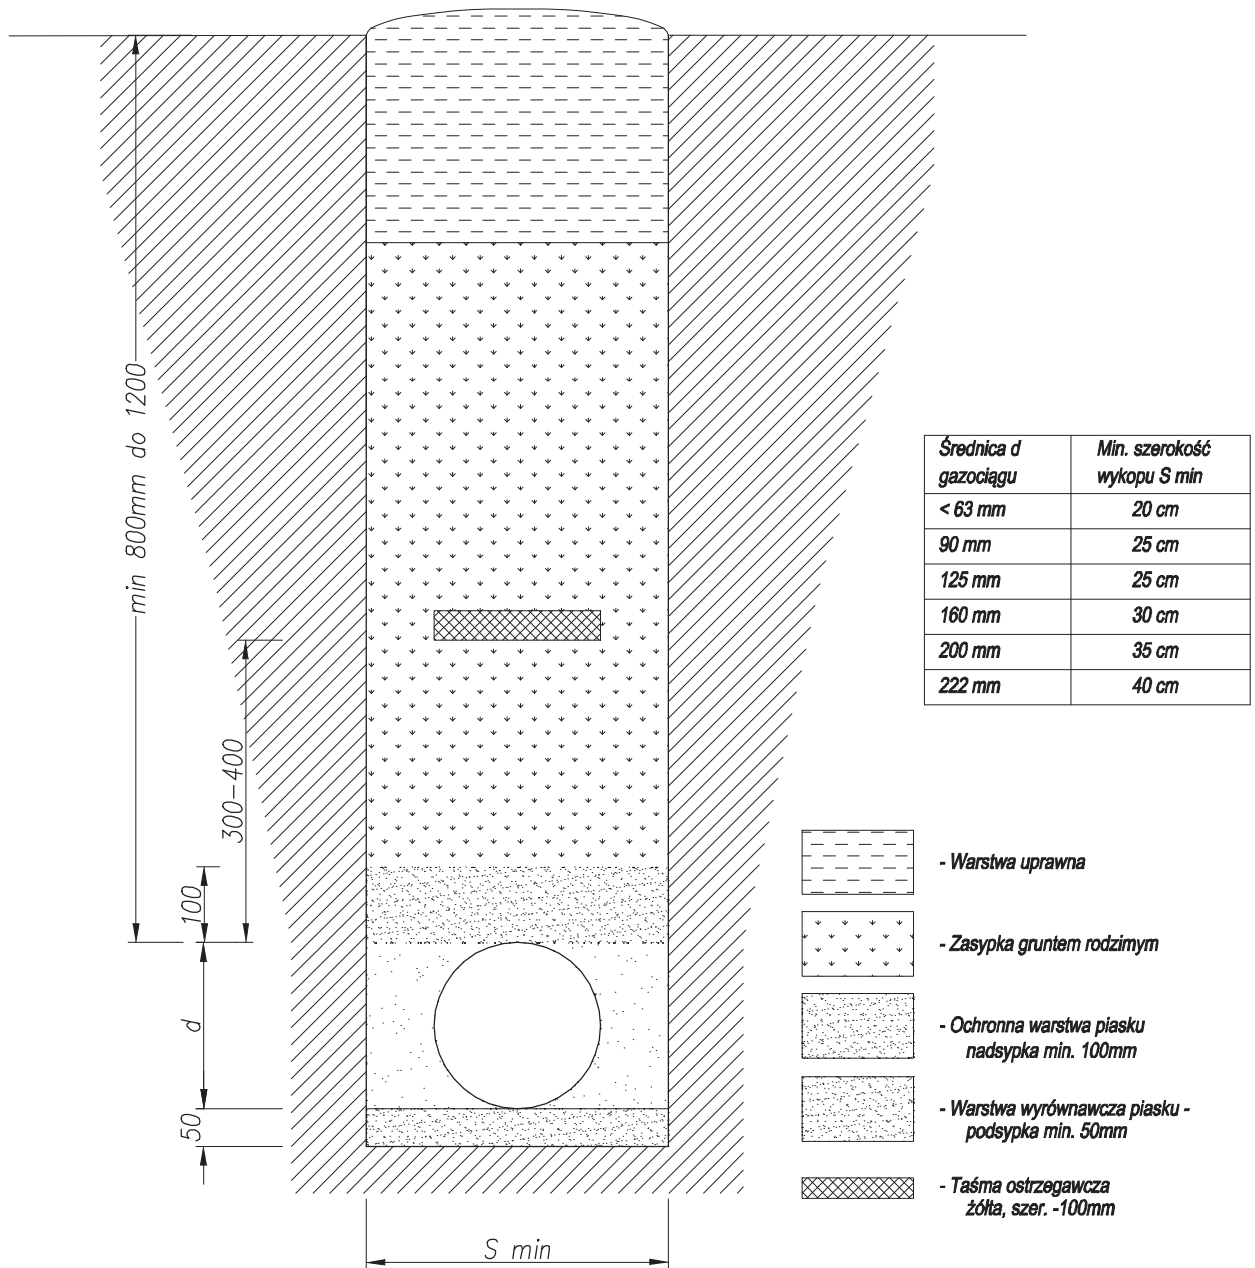 min 800mm do 1200
300-400
100
d
50
S min
Średnica d gazociągu
Min. szerokość wykopu S min
< 63 mm 20 cm
90 mm 25 cm
125 mm 25 cm
160 mm 30 cm
200 mm 35 cm
222 mm 40 cm
- Warstwa uprawna
- Zasypka gruntem rodzimym
- Ochronna warstwa piasku
nadsypka min. 100mm
- Warstwa wyrównawcza piasku -
podsypka min. 50mm
- Taśma ostrzegawcza
żółta, szer. -100mm